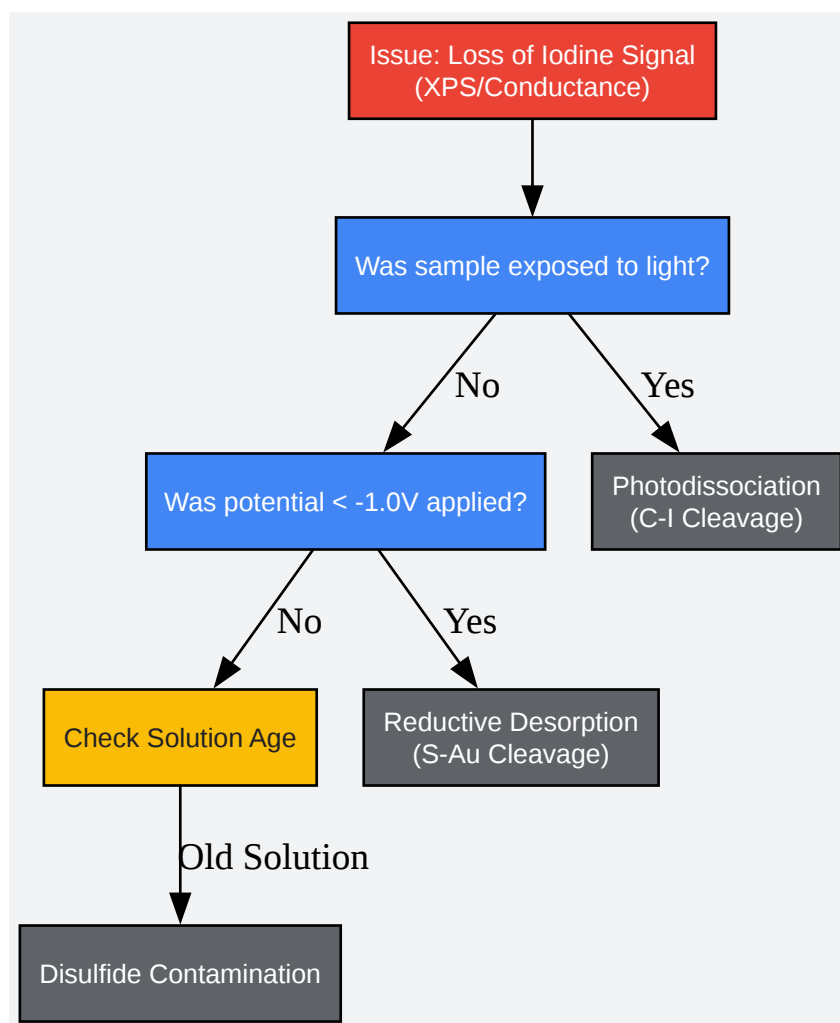 Issue: Loss of Iodine Signal
(XPS/Conductance)
Was sample exposed to light?
No
Yes
Was potential < -1.0V applied?
Photodissociation
(C-I Cleavage)
No
Yes
Check Solution Age
Reductive Desorption
(S-Au Cleavage)
Old Solution
Disulfide Contamination